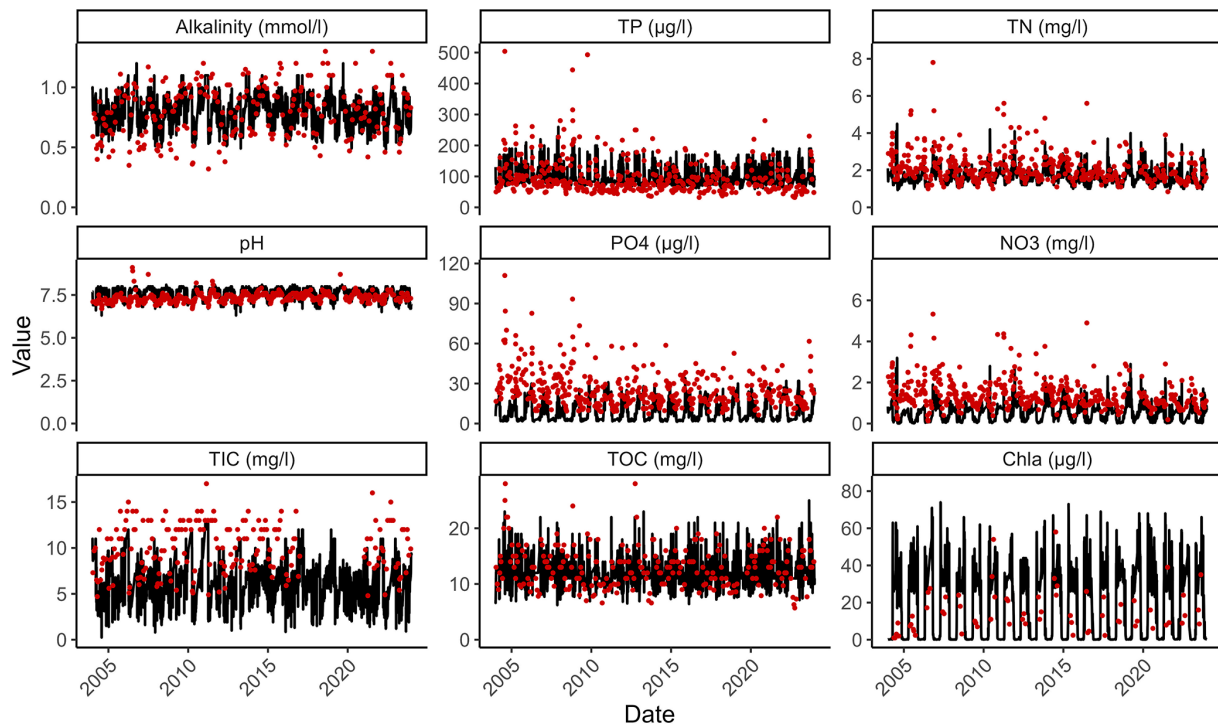 Alkalinity (mmol/l)
1.0
0.5
0.0
TP (µg/l)
500
400
300
200
100
0
TN (mg/l)
8
6
4
2
0
pH
7.5
5.0
2.5
0.0
PO4 (µg/l)
120
90
60
30
0
NO3 (mg/l)
6
4
2
0
TIC (mg/l)
15
10
5
0
TOC (mg/l)
20
10
0
Chla (µg/l)
80
60
40
20
0
2005 2010 2015 2020
2005 2010 2015 2020
2005 2010 2015 2020
Value
Date